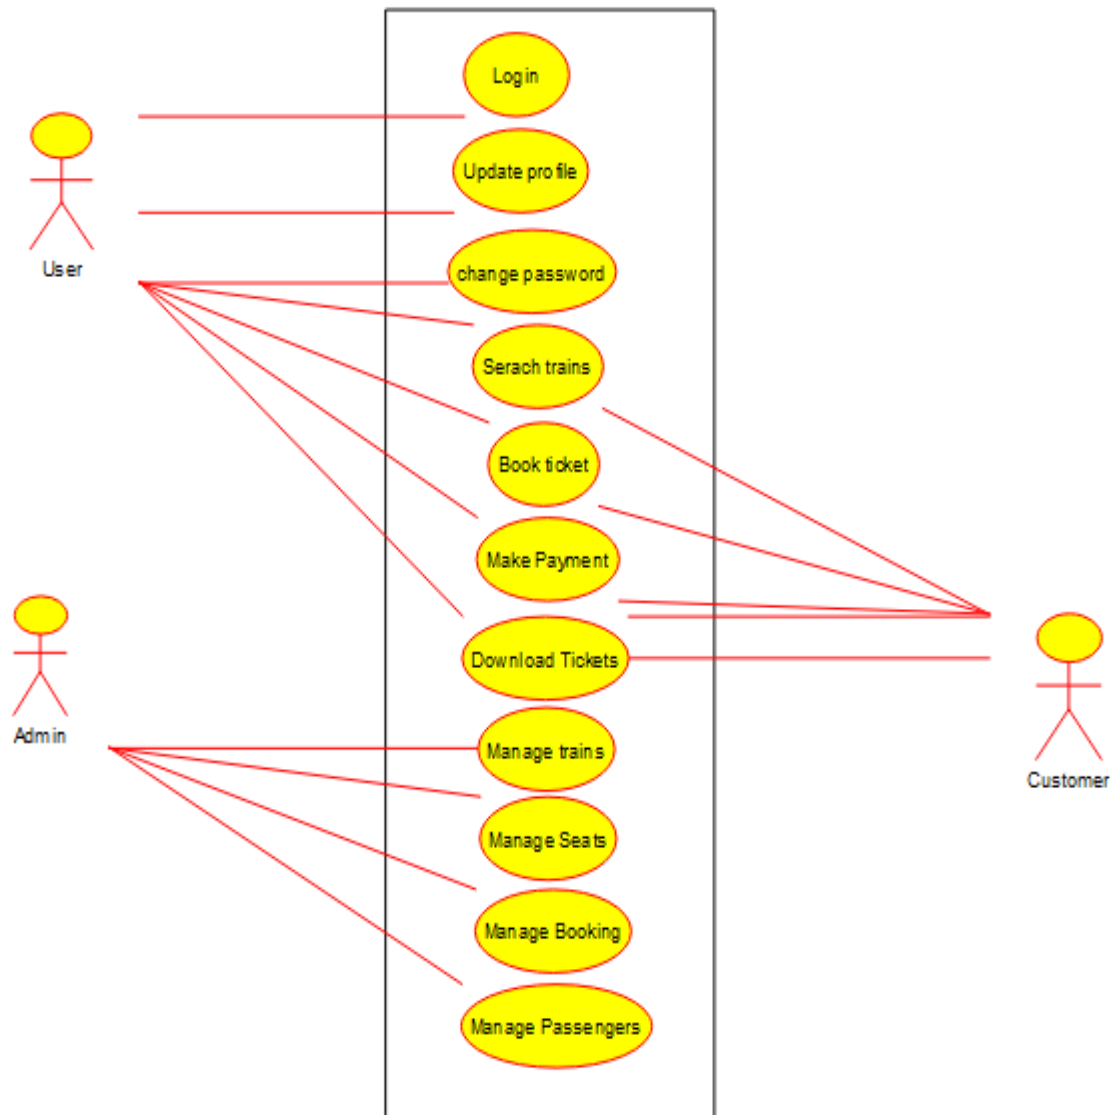 Login
Update profile
User
change password
Serach trains
Book ticket
Make Payment
Download Tickets
Admin
Manage trains
Customer
Manage Seats
Manage Booking
Manage Passengers